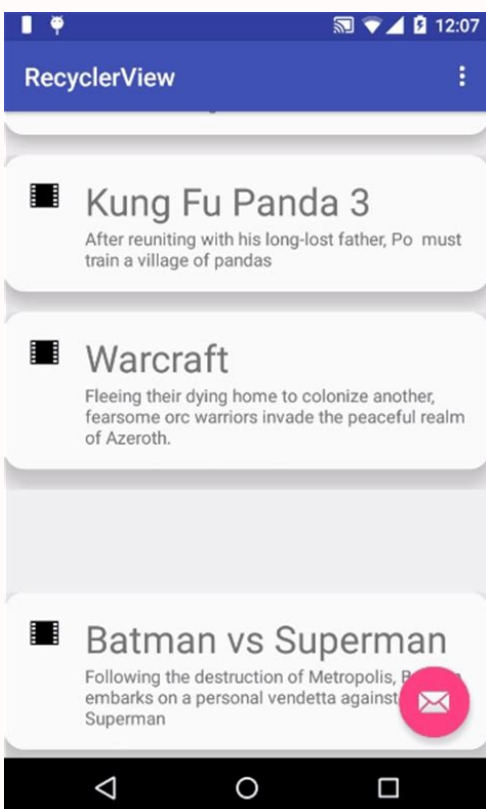 12:07
RecyclerView
Kung Fu Panda 3
After reuniting with his long-lost father, Po must
train a village of pandas
Warcraft
Fleeing their dying home to colonize another,
fearsome orc warriors invade the peaceful realm
of Azeroth.
Batman vs Superman
Following the destruction of Metropolis,
embarks on a personal vendetta against
Superman